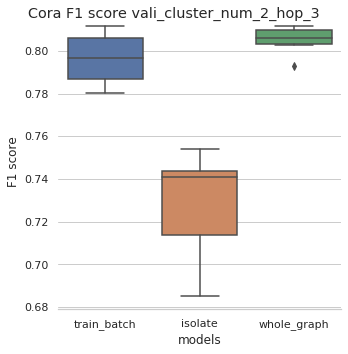 Cora F1 score vali_cluster_num_2_hop_3
F1 score
0.80
0.78
0.76
0.74
0.72
0.70
0.68
train_batch isolate whole_graph
models